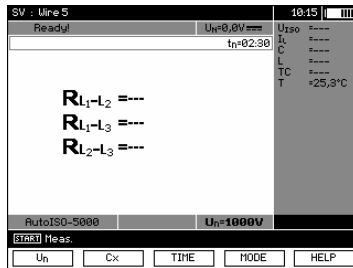 SV : Wire 5 10:15
Ready! UN=0,0V
tn=02:30
UISO =---
IL =---
C =---
L =---
TC =---
T =25,3°C
RL1-L2 =---
RL1-L3 =---
RL2-L3 =---
AutoISO-5000 Un=1000V
START Meas.
Un Cx TIME MODE HELP